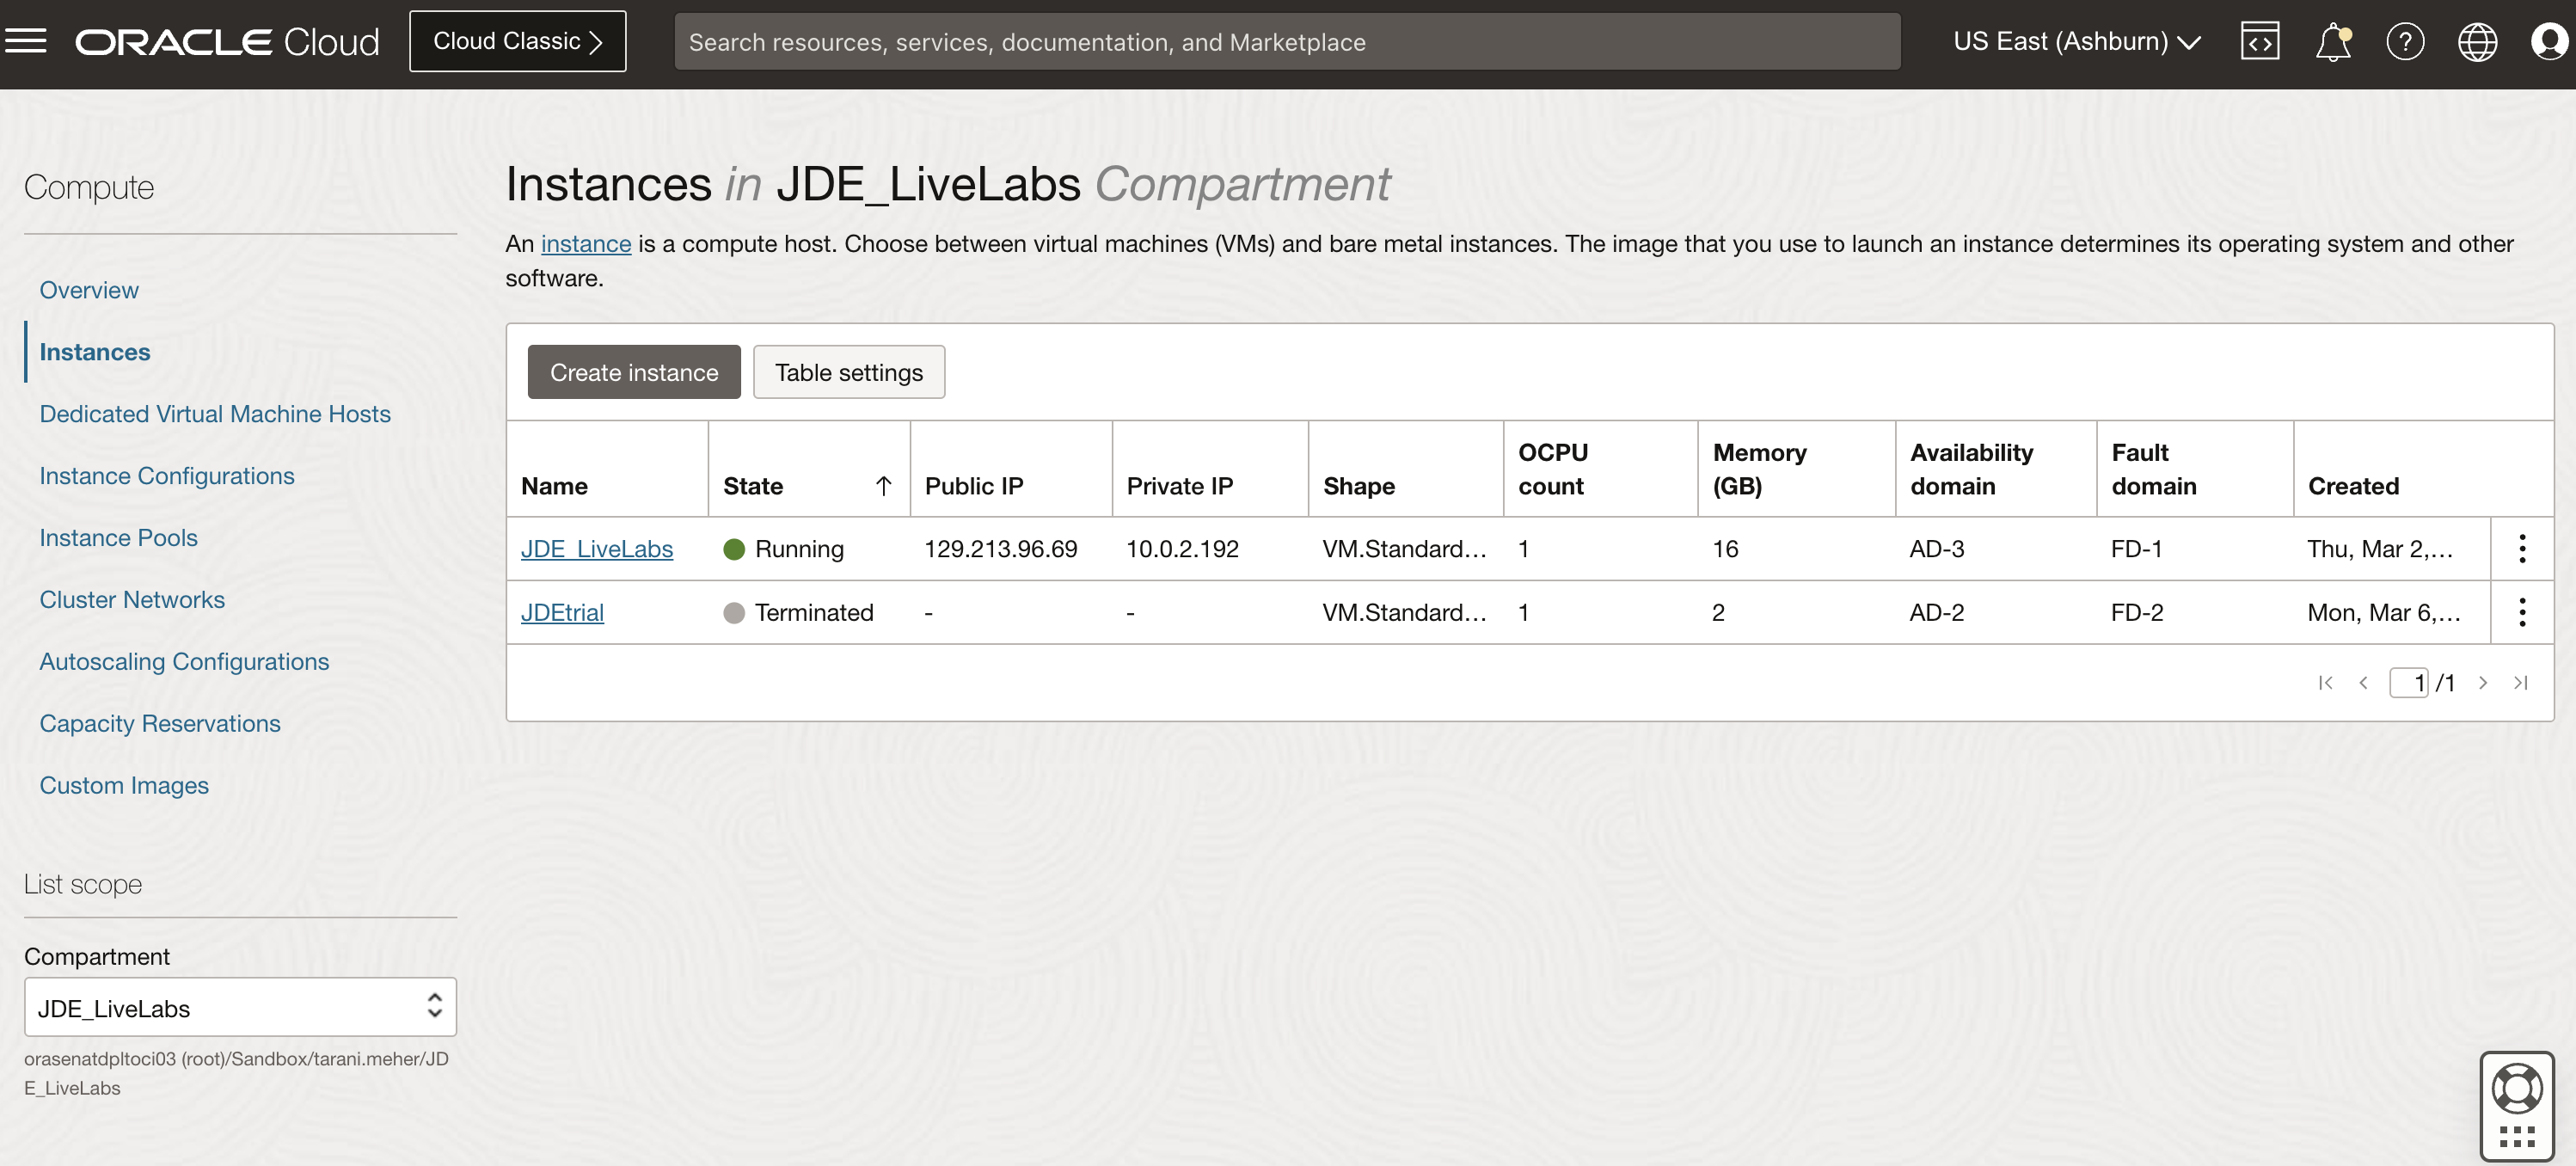 ORACLE Cloud
Cloud Classic
Search resources, services, documentation, and Marketplace
US East (Ashburn)
Compute
Overview
Instances
Dedicated Virtual Machine Hosts
Instance Configurations
Instance Pools
Cluster Networks
Autoscaling Configurations
Capacity Reservations
Custom Images
List scope
Compartment
JDE_LiveLabs
orasenatdpltoci03 (root)/Sandbox/tarani.meher/JD
E_LiveLabs
Instances in JDE_LiveLabs Compartment
An instance is a compute host. Choose between virtual machines (VMs) and bare metal instances. The image that you use to launch an instance determines its operating system and other
software.
Create instance Table settings
Name State Public IP Private IP Shape OCPU count Memory (GB) Availability domain Fault domain Created
JDE_LiveLabs Running 129.213.96.69 10.0.2.192 VM.Standard... 1 16 AD-3 FD-1 Thu, Mar 2,...
JDEtrial Terminated - - VM.Standard... 1 2 AD-2 FD-2 Mon, Mar 6,...
1 /1